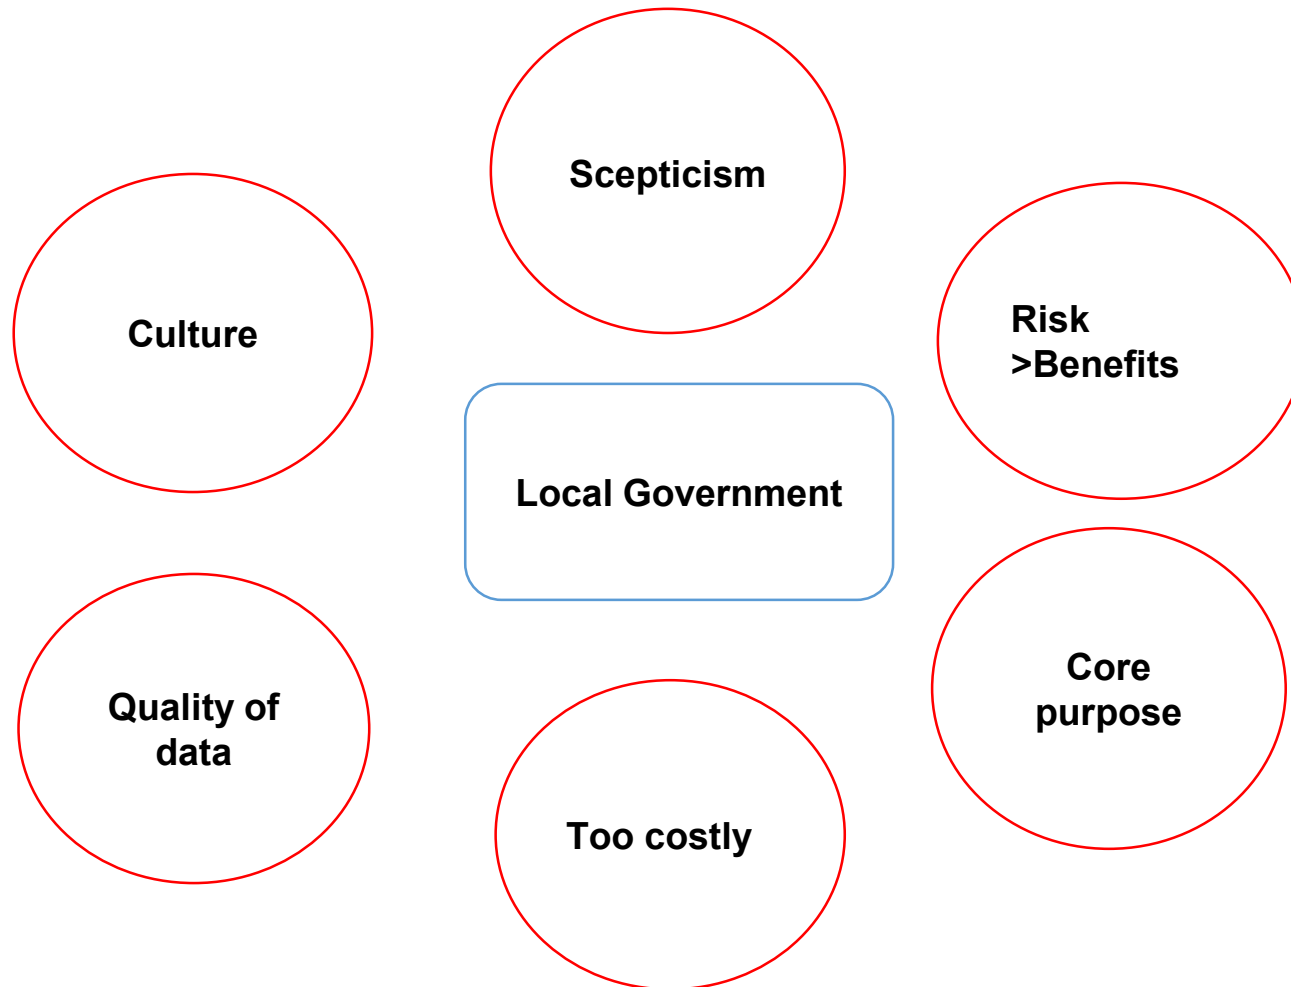 Scepticism
Culture
Risk
>Benefits
Local Government
Core
purpose
Quality of
data
Too costly